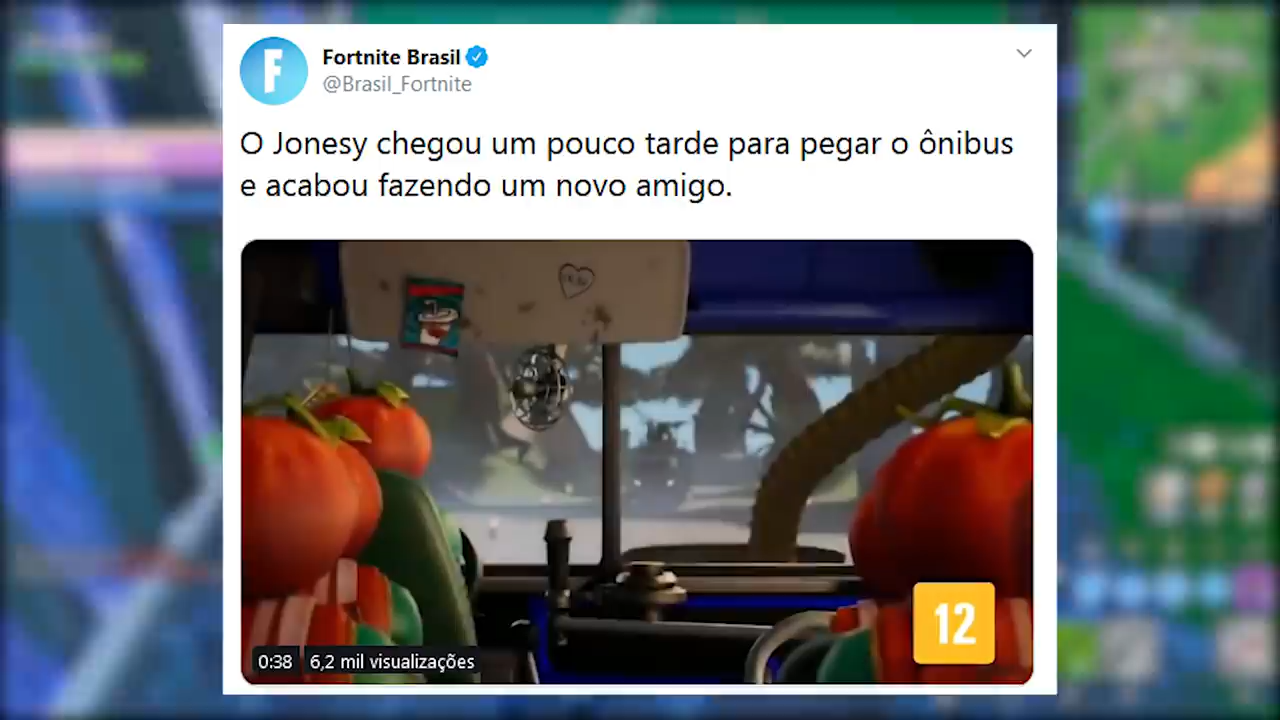 F
Fortnite Brasil
@Brasil_Fortnite
O Jonesy chegou um pouco tarde para pegar o ônibus
e acabou fazendo um novo amigo.
12
0:38 6,2 mil visualizações